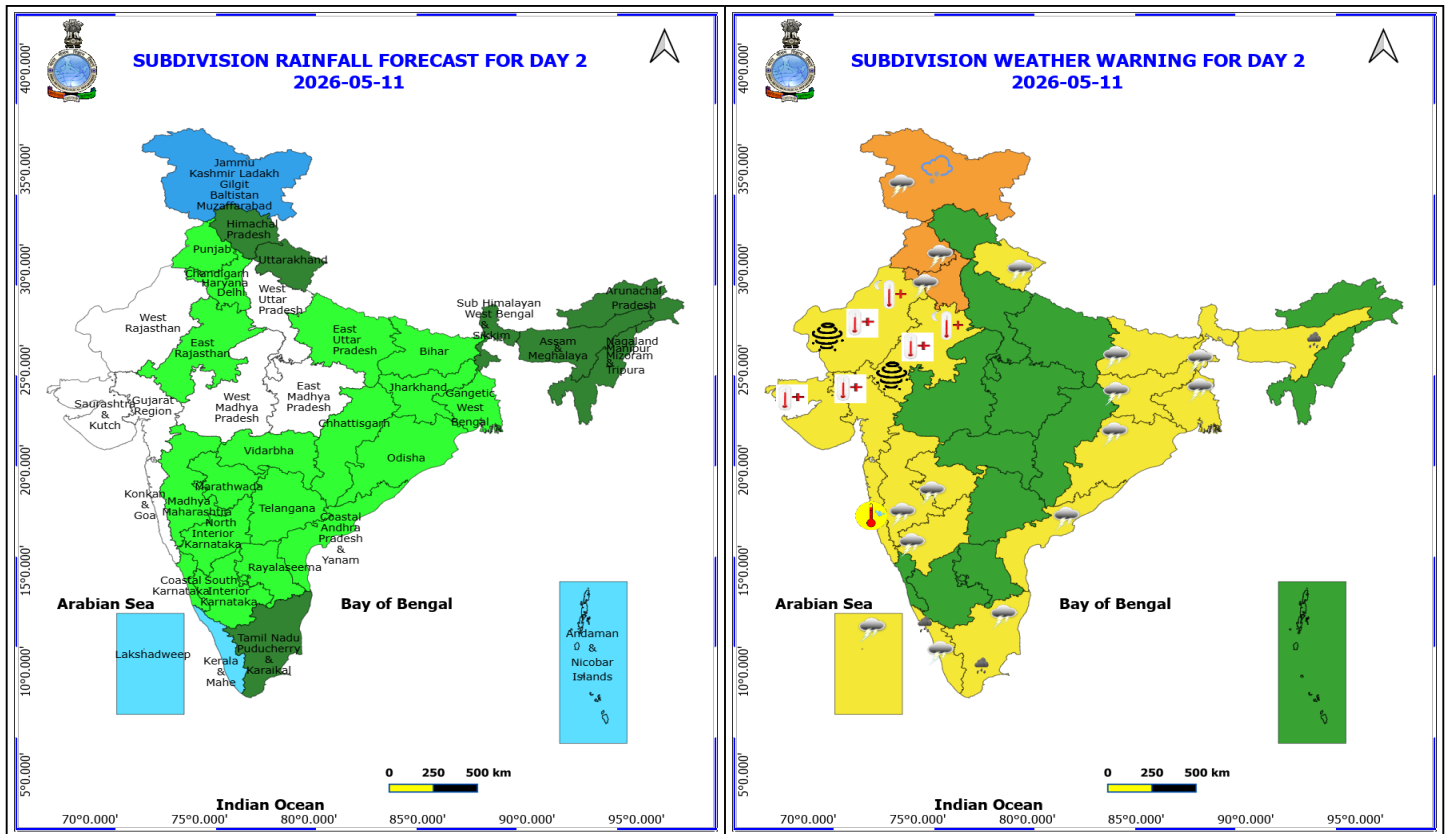 SUBDIVISION RAINFALL FORECAST FOR DAY 2
2026-05-11
40°0.000'
35°0.000'
30°0.000'
25°0.000'
20°0.000'
15°0.000'
10°0.000'
5°0.000'
Jammu
Kashmir Ladakh
Gilgit
Baltistan
Muzaffarabad
Himachal
Pradesh
Punjab
Uttarakhand
Chandigarh
Haryana
Delhi
West
Uttar
Pradesh
West
Rajasthan
East
Rajasthan
East
Uttar
Pradesh
Bihar
Sub Himalayan
West Bengal
&
Sikkim
Arunachal
Pradesh
Assam
&
Meghalaya
Nagaland
Manipur
Mizoram
&
Tripura
Jharkhand
Gangetic
West
Bengal
Saurashtra
&
Kutch
Gujarat
Region
West
Madhya
Pradesh
East
Madhya
Pradesh
Chhattisgarh
Odisha
Vidarbha
Marathwada
Konkan
&
Goa
Madhya
Maharashtra
North
Interior
Karnataka
Telangana
Coastal
Andhra
Pradesh
&
Yanam
Rayalaseema
Coastal
Karnataka
South
Interior
Karnataka
Arabian Sea
Bay of Bengal
Lakshadweep
Kerala
&
Mahe
Tamil Nadu
Puducherry
&
Karaikal
Andaman
&
Nicobar
Islands
0 250 500 km
Indian Ocean
70°0.000' 75°0.000' 80°0.000' 85°0.000' 90°0.000' 95°0.000'
SUBDIVISION WEATHER WARNING FOR DAY 2
2026-05-11
40°0.000'
35°0.000'
30°0.000'
25°0.000'
20°0.000'
15°0.000'
10°0.000'
5°0.000'
Arabian Sea
Bay of Bengal
0 250 500 km
Indian Ocean
70°0.000' 75°0.000' 80°0.000' 85°0.000' 90°0.000' 95°0.000'